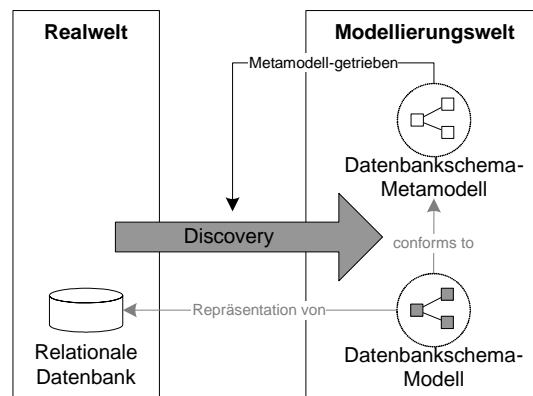 Realwelt
Modellierungswelt
Metamodell-getrieben
Datenbankschema-
Metamodell
Discovery
conforms to
Repräsentation von
Relationale
Datenbank
Datenbankschema-
Modell